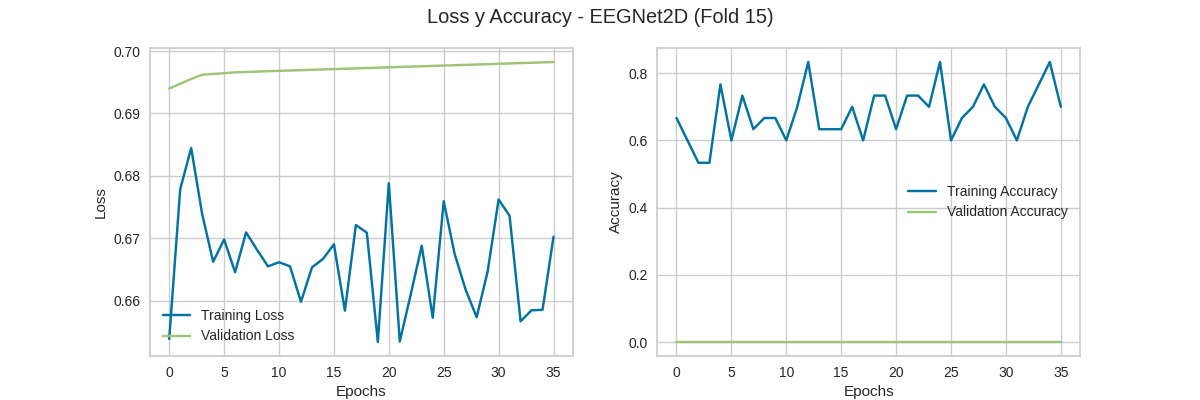 Loss y Accuracy - EEGNet2D (Fold 15)
0.70
0.69
0.68
0.67
0.66
Loss
Training Loss
Validation Loss
0 5 10 15 20 25 30 35
Epochs
0.8
0.6
0.4
0.2
0.0
Accuracy
Training Accuracy
Validation Accuracy
0 5 10 15 20 25 30 35
Epochs